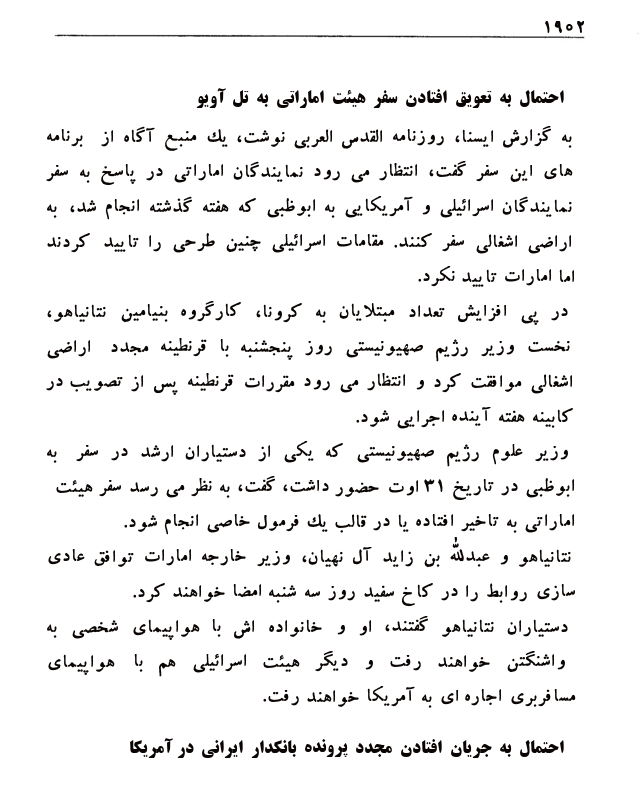 ۱۹۰۲
احتمال به تعویق افتادن سفر هیئت اماراتی به تل آویو
به گزارش ایسنا، روزنامه القدس العربی نوشت، یك منبع آگاه از برنامه
های این سفر گفت، انتظار می رود نمایندگان اماراتی در پاسخ به سفر
نمایندگان اسرائیلی و آمریکایی به ابوظبی که هفته گذشته انجام شد، به
اراضی اشغالی سفر کنند. مقامات اسرائیلی چنین طرحی را تایید کردند
اما امارات تایید نکرد.
در پی افزایش تعداد مبتلایان به کرونا، کارگروه بنیامین نتانیاهو،
نخست وزیر رژیم صهیونیستی روز پنجشنبه با قرنطینه مجدد اراضی
اشغالی موافقت کرد و انتظار می رود مقررات قرنطینه پس از تصویب در
کابینه هفته آینده اجرایی شود.
وزیر علوم رژیم صهیونیستی که یکی از دستیاران ارشد در سفر به
ابوظبی در تاریخ ۳۱ اوت حضور داشت، گفت، به نظر می رسد سفر هیئت
اماراتی به تاخیر افتاده یا در قالب یك فرمول خاصی انجام شود.
نتانیاهو و عبدالله بن زاید آل نهیان، وزیر خارجه امارات توافق عادی
سازی روابط را در کاخ سفید روز سه شنبه امضا خواهند کرد.
دستیاران نتانیاهو گفتند، او و خانواده اش با هواپیمای شخصی به
واشنگتن خواهند رفت و دیگر هیئت اسرائیلی هم با هواپیمای
مسافربری اجاره ای به آمریکا خواهند رفت.
احتمال به جریان افتادن مجدد پرونده بانکدار ایرانی در آمریکا